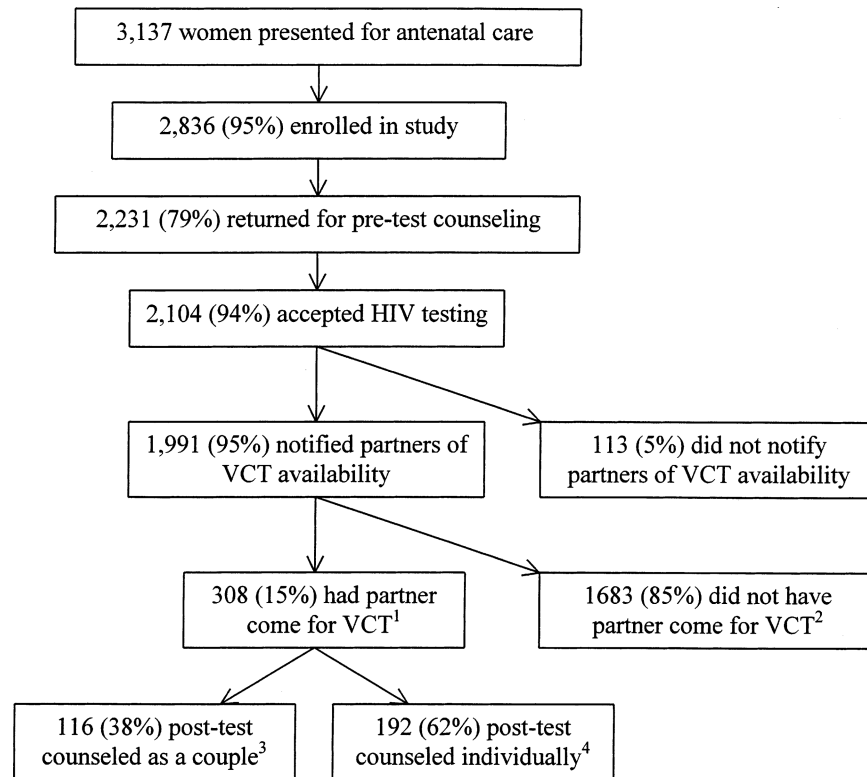 3,137 women presented for antenatal care
2,836 (95%) enrolled in study
2,231 (79%) returned for pre-test counseling
2,104 (94%) accepted HIV testing
1,991 (95%) notified partners of
VCT availability
113 (5%) did not notify
partners of VCT availability
308 (15%) had partner
come for VCT¹
1683 (85%) did not have
partner come for VCT²
116 (38%) post-test
counseled as a couple³
192 (62%) post-test
counseled individually⁴